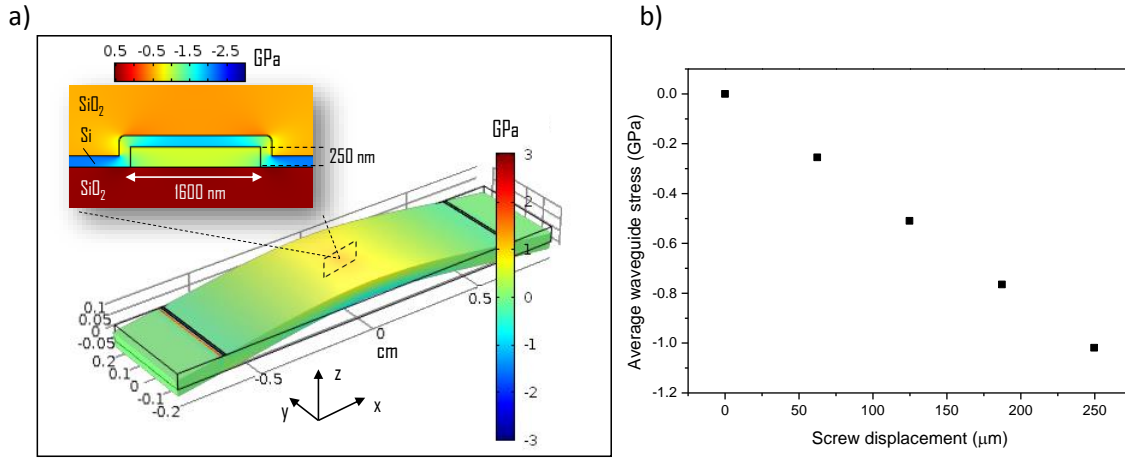 a)
0.5 -0.5 -1.5 -2.5 GPa
SiO2
Si
SiO2
1600 nm
250 nm
GPa
3
2
1
0
-1
-2
-3
0.1
0.05
0
-0.05
0.2
0.1
0
-0.1
-0.2
-0.5
0
0.5
cm
z
y
x
b)
Average waveguide stress (GPa)
0.0
-0.2
-0.4
-0.6
-0.8
-1.0
-1.2
0 50 75 100 125 150 175 200 250
Screw displacement (μm)